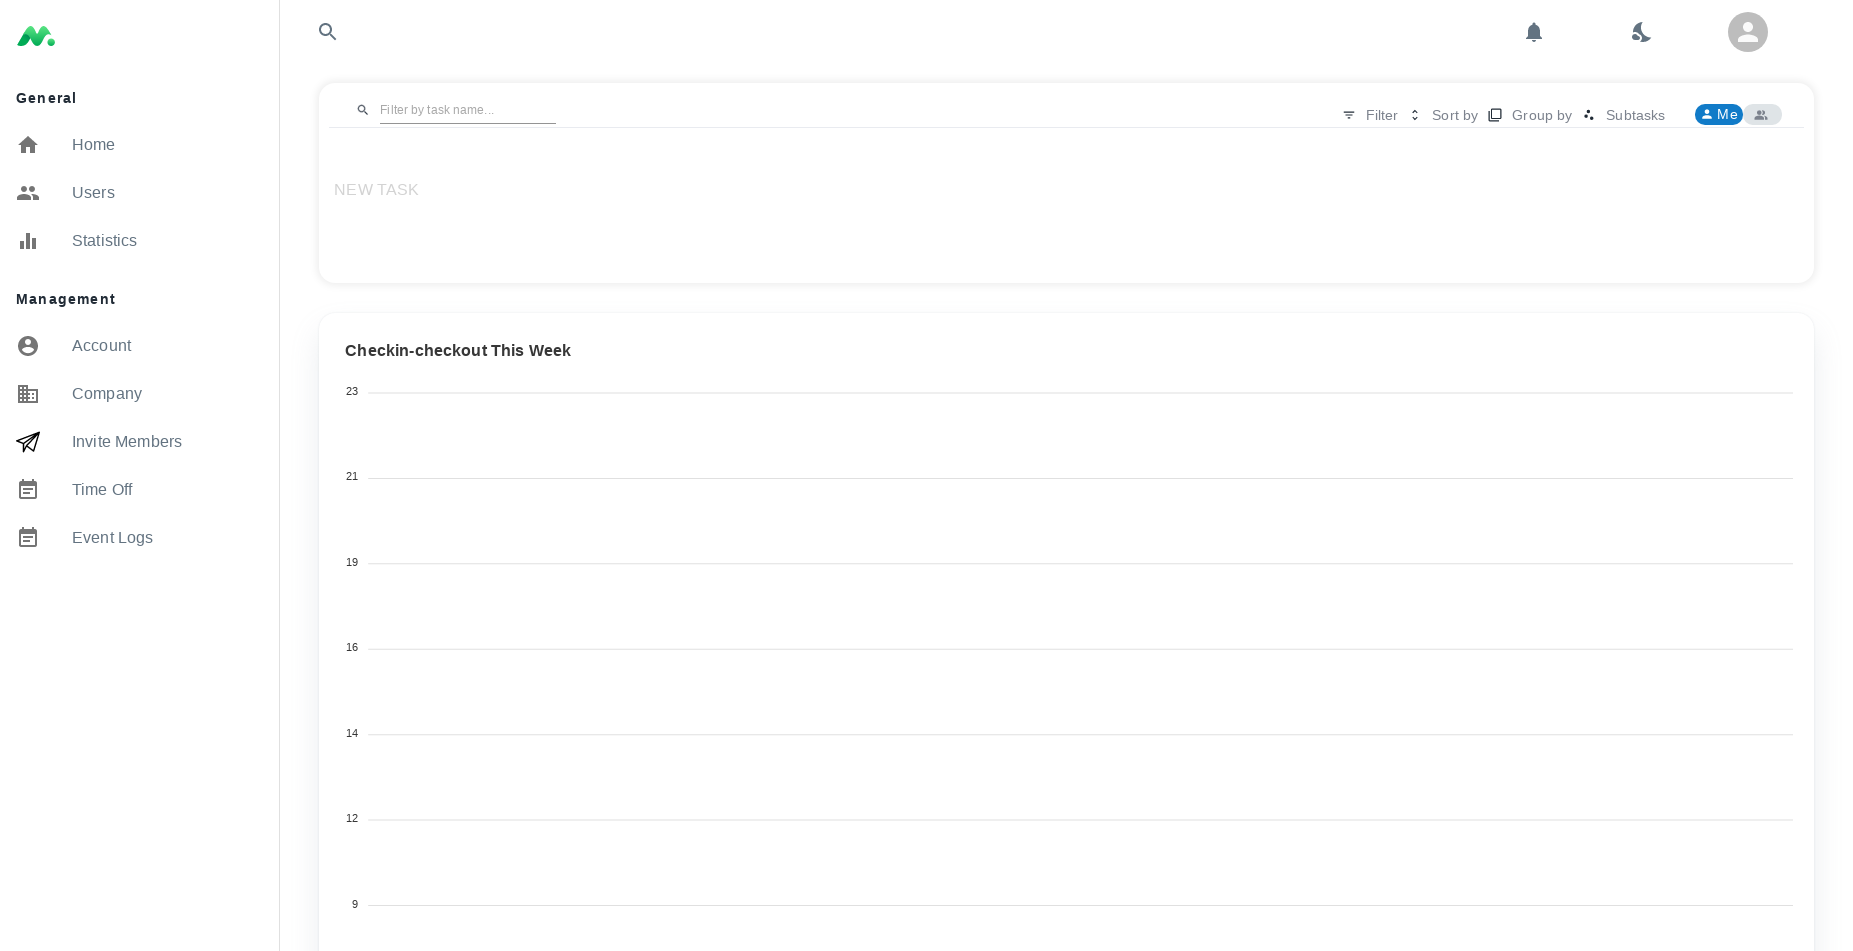 General
Home
Users
Statistics
Management
Account
Company
Invite Members
Time Off
Event Logs
Filter by task name...
Filter Sort by Group by Subtasks Me
NEW TASK
Checkin-checkout This Week
23
21
19
16
14
12
9